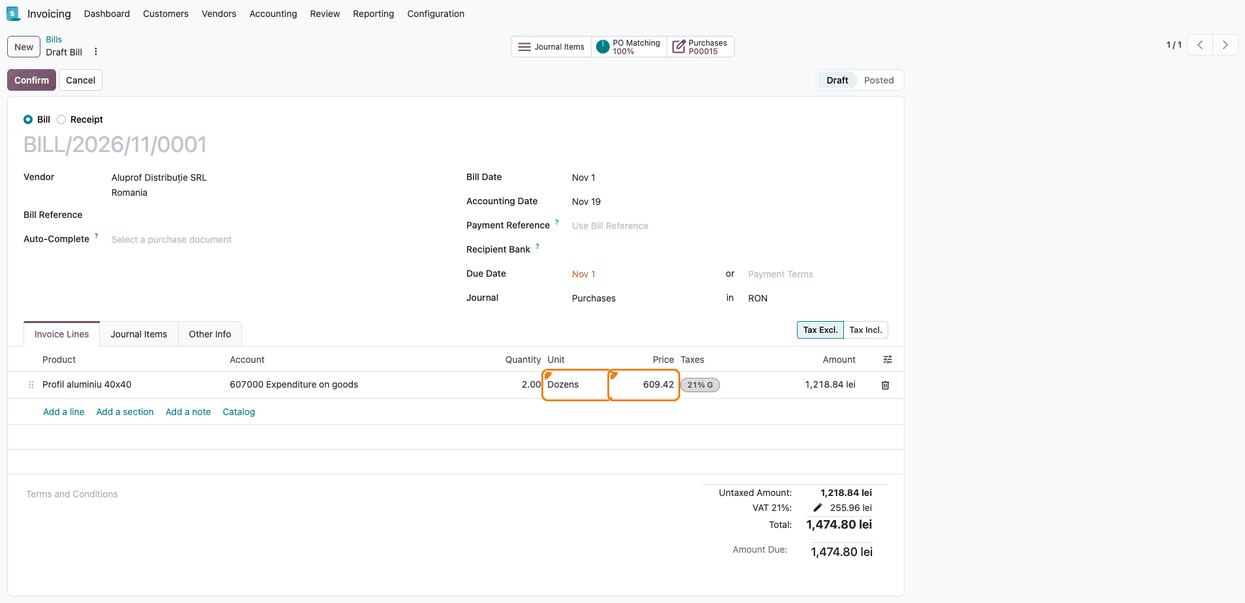 Invoicing Dashboard Customers Vendors Accounting Review Reporting Configuration
New
Bills
Draft Bill
Journal Items
PO Matching
100%
Purchases
P00015
1 / 1
Confirm Cancel
Draft Posted
Bill Receipt
BILL/2026/11/0001
Vendor Aluprof Distribuție SRL
Romania
Bill Reference
Auto-Complete ? Select a purchase document
Bill Date Nov 1
Accounting Date Nov 19
Payment Reference ? Use Bill Reference
Recipient Bank ?
Due Date Nov 1 or Payment Terms
Journal Purchases in RON
Invoice Lines Journal Items Other Info
Tax Excl. Tax Incl.
Product Account Quantity Unit Price Taxes Amount
Profil aluminiu 40x40 607000 Expenditure on goods 2.00 Dozens 609.42 21% G 1,218.84 lei
Add a line Add a section Add a note Catalog
Terms and Conditions
Untaxed Amount: 1,218.84 lei
VAT 21%: 255.96 lei
Total: 1,474.80 lei
Amount Due: 1,474.80 lei